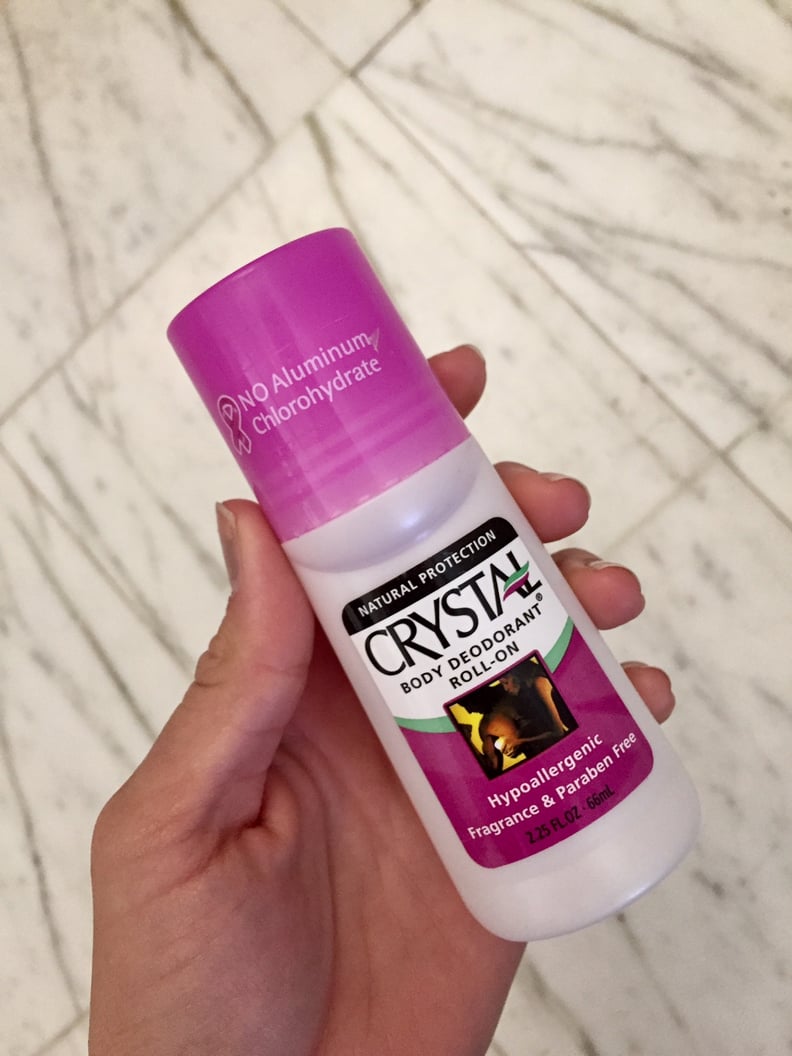 NO Aluminum
Chlorohydrate
NATURAL PROTECTION
CRYSTAL®
BODY DEODORANT
ROLL-ON
Hypoallergenic
Fragrance & Paraben Free
2.25 FL.OZ · 66mL